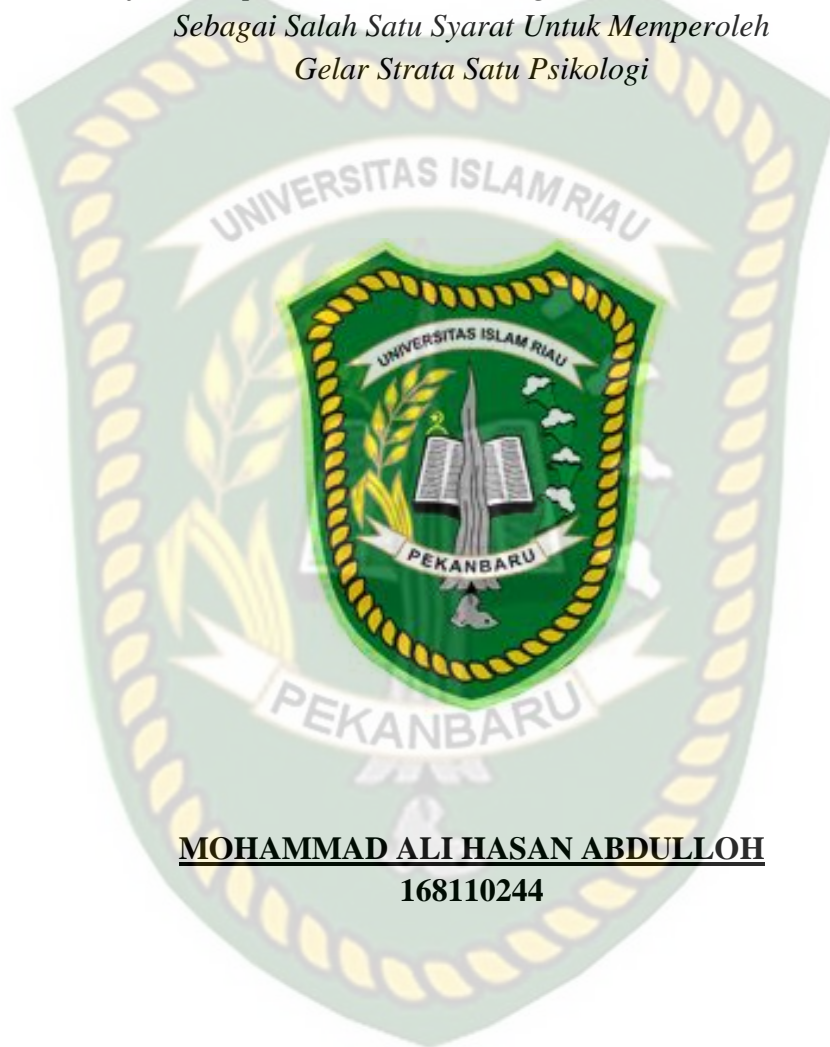 Sebagai Salah Satu Syarat Untuk Memperoleh
Gelar Strata Satu Psikologi
UNIVERSITAS ISLAM RIAU
UNIVERSITAS ISLAM RIAU
PEKANBARU
PEKANBARU
MOHAMMAD ALI HASAN ABDULLOH
168110244